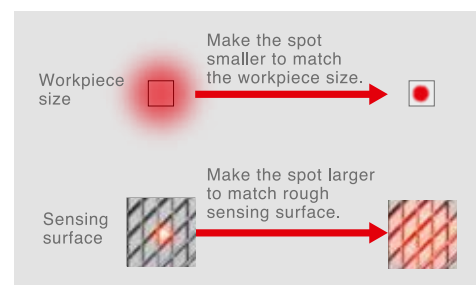 Make the spot
smaller to match
the workpiece size.
Workpiece
size
Make the spot larger
to match rough
sensing surface.
Sensing
surface